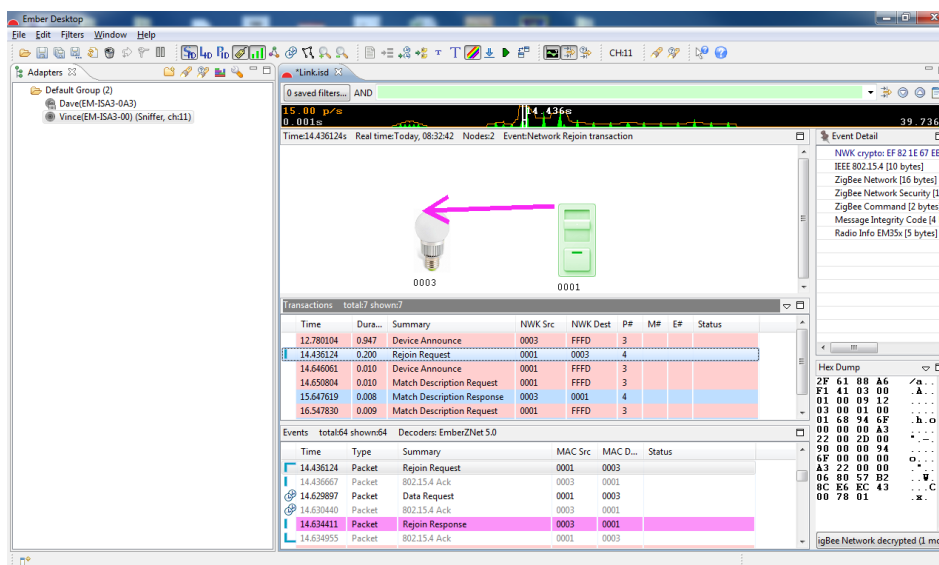 Ember Desktop
File Edit Filters Window Help
CH:11
Adapters
*Link.isd
Default Group (2)
Dave(EM-ISA3-0A3)
Vince(EM-ISA3-00) (Sniffer, ch:11)
0 saved filters... AND
15.00 p/s 14.436s
0.001s 39.736
Time:14.436124s Real time:Today, 08:32:42 Nodes:2 Event:Network Rejoin transaction
0003
0001
Event Detail
NWK crypto: EF 82 1E 67 EE
IEEE 802.15.4 [10 bytes]
ZigBee Network [16 bytes]
ZigBee Network Security [1
ZigBee Command [2 bytes
Message Integrity Code [4
Radio Info EM35x [5 bytes]
Transactions total:7 shown:7
Time Dura... Summary NWK Src NWK Dest P# M# E# Status
12.780104 0.947 Device Announce 0003 FFFD 3
14.436124 0.200 Rejoin Request 0001 0003 4
14.646061 0.010 Device Announce 0001 FFFD 3
14.650804 0.010 Match Description Request 0001 FFFD 3
15.647619 0.008 Match Description Response 0003 0001 4
16.547830 0.009 Match Description Request 0001 FFFD 3
Events total:64 shown:64 Decoders: EmberZNet 5.0
Time Type Summary MAC Src MAC D... Status
14.436124 Packet Rejoin Request 0001 0003
14.436667 Packet 802.15.4 Ack 0003 0001
14.629897 Packet Data Request 0001 0003
14.630440 Packet 802.15.4 Ack 0003 0001
14.634411 Packet Rejoin Response 0003 0001
14.634955 Packet 802.15.4 Ack 0001 0003
Hex Dump
2F 61 88 A6 /a..
F1 41 03 00 .A..
01 00 09 12 ....
03 00 01 00 ....
01 68 94 6F .h.o
00 00 00 A3 ....
22 00 2D 00 ".-.
90 00 00 94 ....
6F 00 00 00 o...
A3 22 00 00 ."..
06 80 57 B2 ..W.
8C E6 EC 43 ...C
00 78 01 .x.
igBee Network decrypted (1 mo